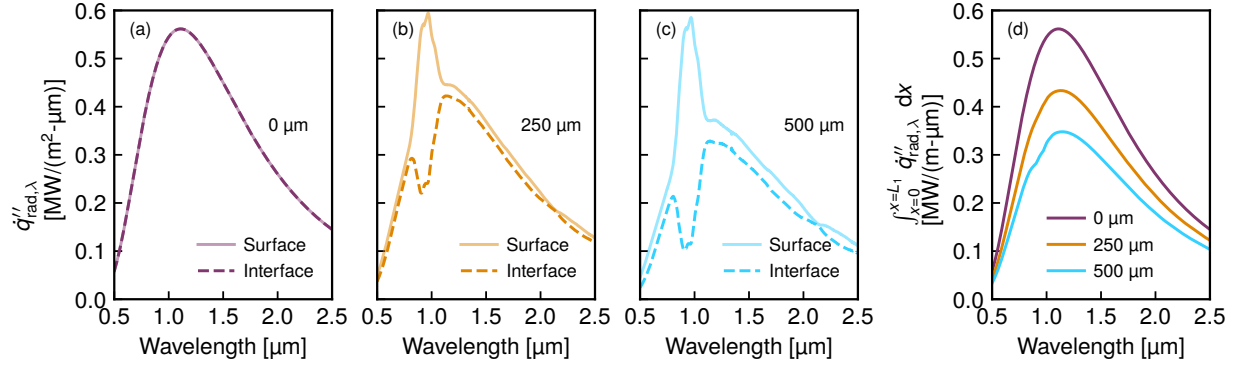 q̇″rad,λ
[MW/(m²-μm)]
0.6
0.5
0.4
0.3
0.2
0.1
0.0
(a)
0 μm
Surface
Interface
0.5 1.0 1.5 2.0 2.5
Wavelength [μm]
(b)
250 μm
Surface
Interface
0.5 1.0 1.5 2.0 2.5
Wavelength [μm]
(c)
500 μm
Surface
Interface
0.5 1.0 1.5 2.0 2.5
Wavelength [μm]
∫x=0^x=L₁ q̇″rad,λ dx
[MW/(m-μm)]
0.6
0.5
0.4
0.3
0.2
0.1
0.0
(d)
0 μm
250 μm
500 μm
0.5 1.0 1.5 2.0 2.5
Wavelength [μm]